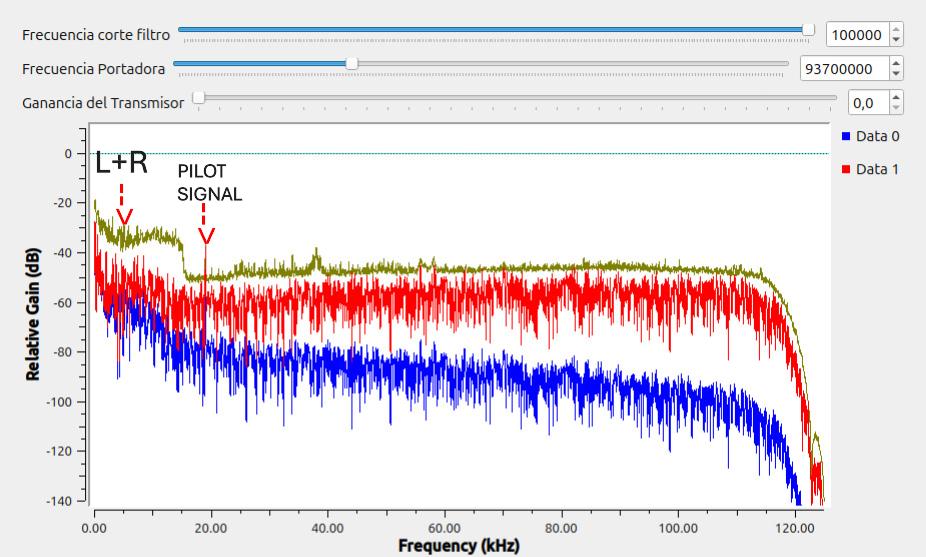 Frecuencia corte filtro 100000
Frecuencia Portadora 93700000
Ganancia del Transmisor 0,0
Data 0
Data 1
L+R
PILOT
SIGNAL
Relative Gain (dB)
0
-20
-40
-60
-80
-100
-120
-140
0.00 20.00 40.00 60.00 80.00 100.00 120.00
Frequency (kHz)